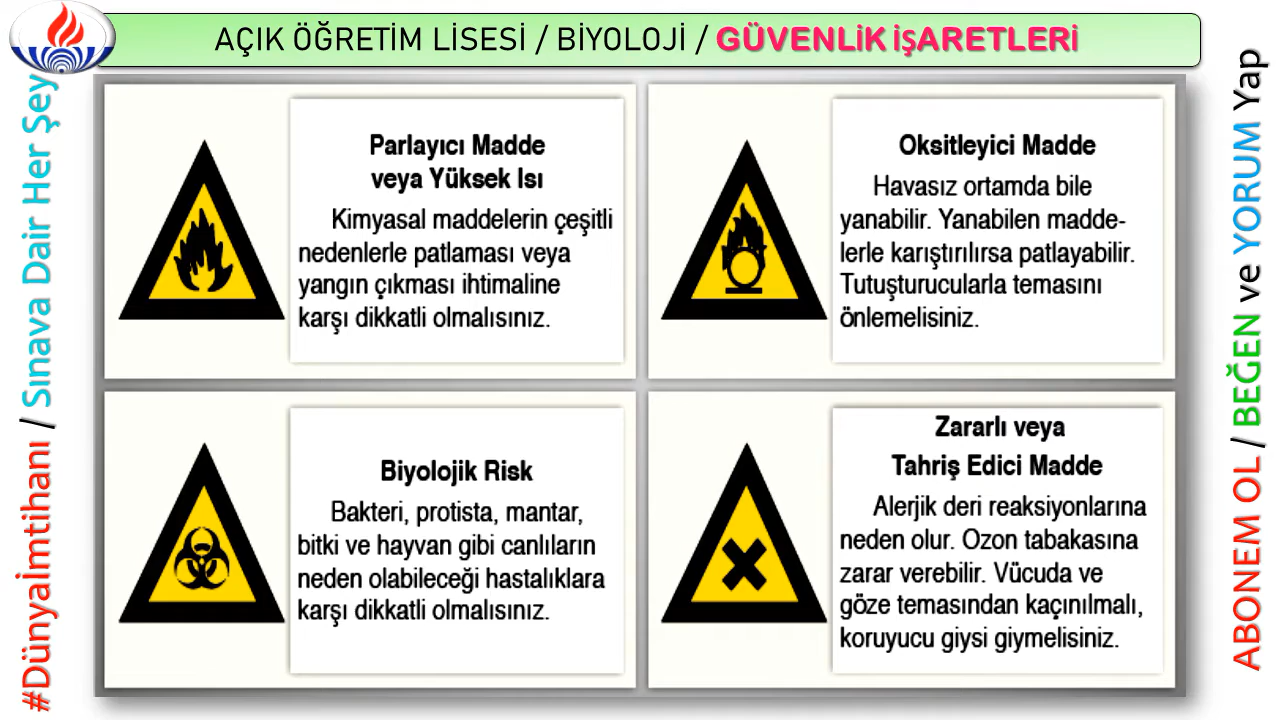 AÇIK ÖĞRETİM LİSESİ / BİYOLOJİ / GÜVENLiK iŞARETLERi
#Dünyaİmtihanı / Sınava Dair Her Şey
Parlayıcı Madde
veya Yüksek Isı
Kimyasal maddelerin çeşitli
nedenlerle patlaması veya
yangın çıkması ihtimaline
karşı dikkatli olmalısınız.
Oksitleyici Madde
Havasız ortamda bile
yanabilir. Yanabilen madde-
lerle karıştırılırsa patlayabilir.
Tutuşturucularla temasını
önlemelisiniz.
Biyolojik Risk
Bakteri, protista, mantar,
bitki ve hayvan gibi canlıların
neden olabileceği hastalıklara
karşı dikkatli olmalısınız.
Zararlı veya
Tahriş Edici Madde
Alerjik deri reaksiyonlarına
neden olur. Ozon tabakasına
zarar verebilir. Vücuda ve
göze temasından kaçınılmalı,
koruyucu giysi giymelisiniz.
ABONEM OL / BEĞEN ve YORUM Yap